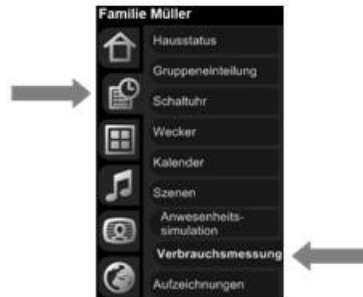 Familie Müller
Hausstatus
Gruppeneinteilung
Schaltuhr
Wecker
Kalender
Szenen
Anwesenheits-
simulation
Verbrauchsmessung
Aufzeichnungen